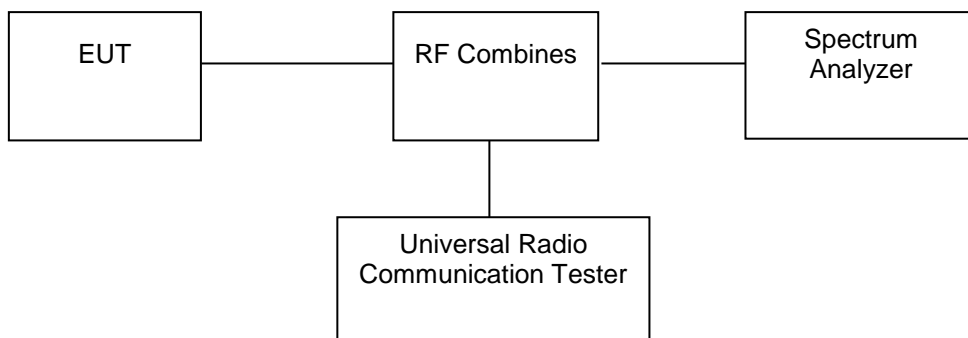 EUT
RF Combines
Spectrum
Analyzer
Universal Radio
Communication Tester